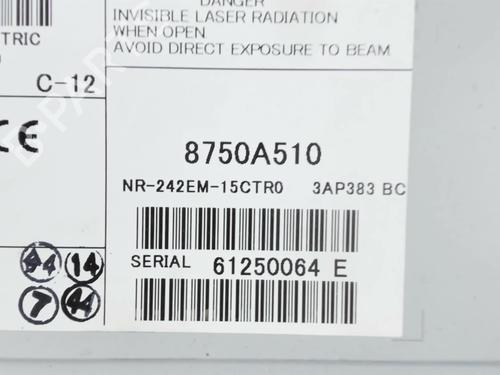 DANGER
INVISIBLE LASER RADIATION
WHEN OPEN
AVOID DIRECT EXPOSURE TO BEAM
TRIC
C-12
CE
8750A510
NR-242EM-15CTR0 3AP383 BC
SERIAL 61250064 E
14
7 44